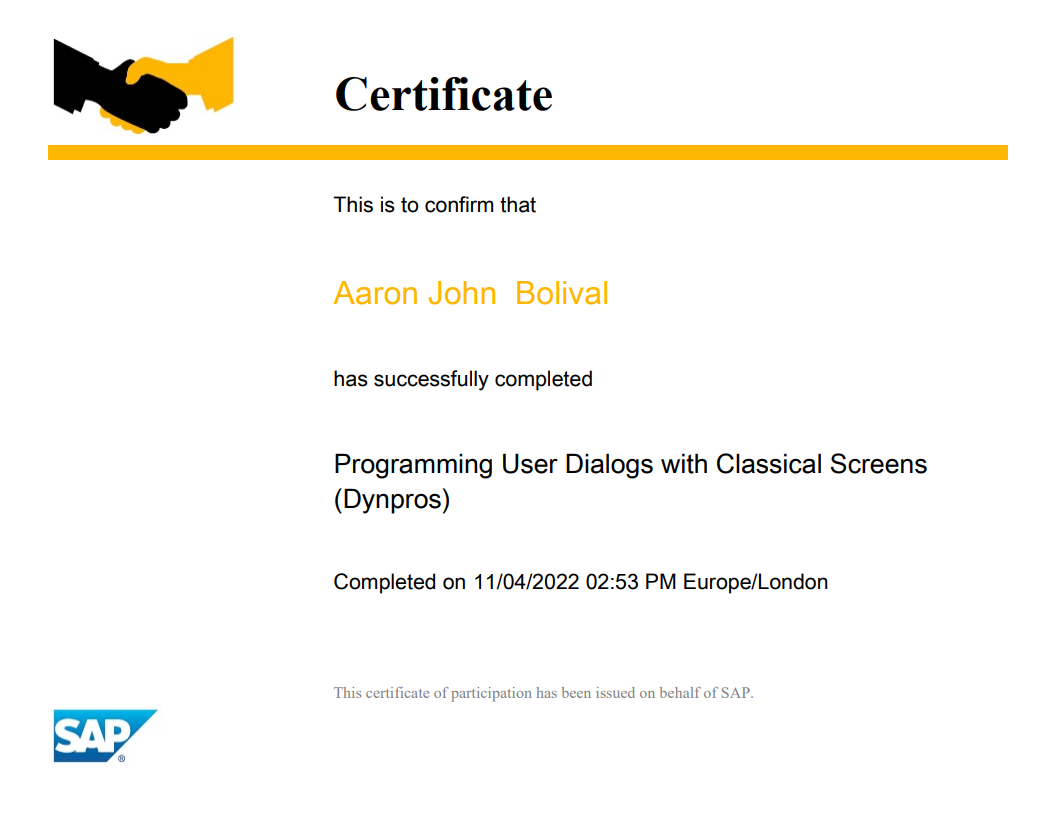 Certificate
This is to confirm that
Aaron John  Bolival
has successfully completed
Programming User Dialogs with Classical Screens
(Dynpros)
Completed on 11/04/2022 02:53 PM Europe/London
This certificate of participation has been issued on behalf of SAP.
SAP®